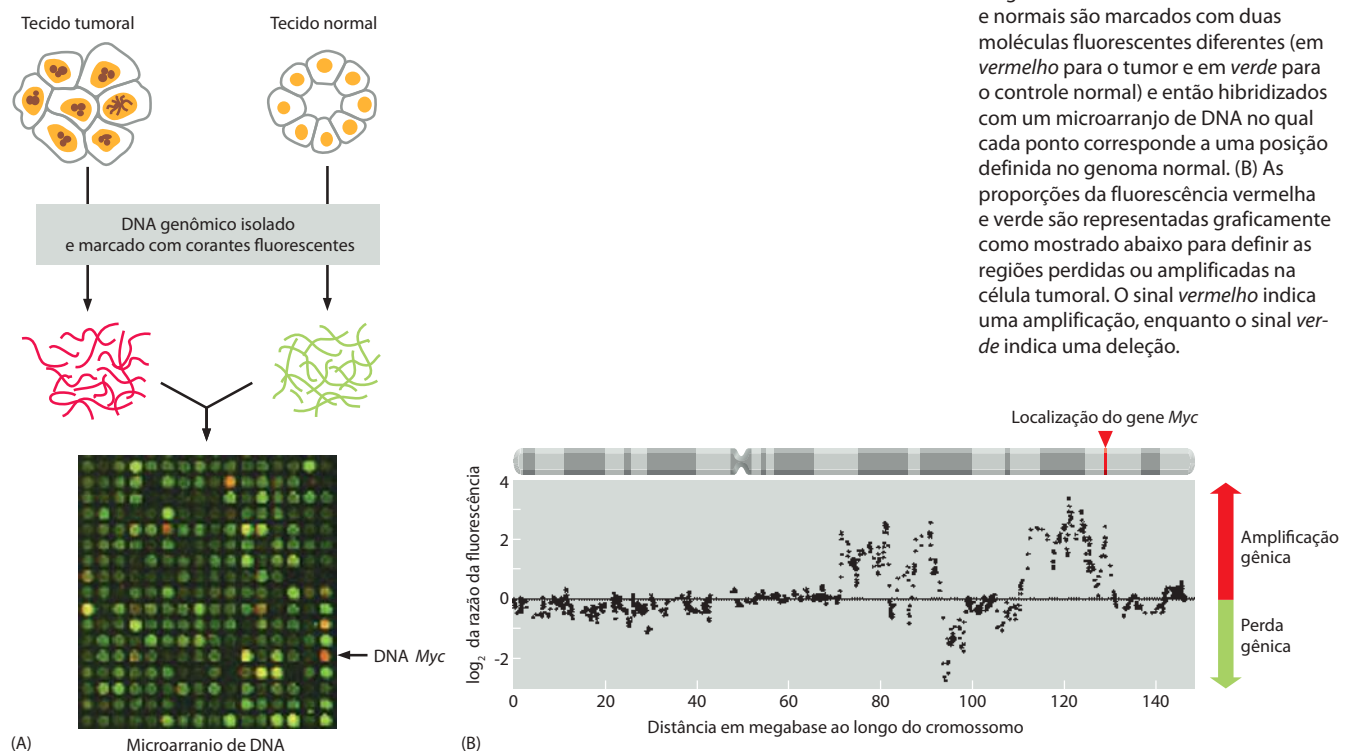 Tecido tumoral
Tecido normal
DNA genômico isolado
e marcado com corantes fluorescentes
DNA Myc
(A)
Microarranjo de DNA
e normais são marcados com duas
moléculas fluorescentes diferentes (em
vermelho para o tumor e em verde para
o controle normal) e então hibridizados
com um microarranjo de DNA no qual
cada ponto corresponde a uma posição
definida no genoma normal. (B) As
proporções da fluorescência vermelha
e verde são representadas graficamente
como mostrado abaixo para definir as
regiões perdidas ou amplificadas na
célula tumoral. O sinal vermelho indica
uma amplificação, enquanto o sinal ver-
de indica uma deleção.
Localização do gene Myc
log₂ da razão da fluorescência
4
2
0
-2
0 20 40 60 80 100 120 140
Distância em megabase ao longo do cromossomo
Amplificação
gênica
Perda
gênica
(B)